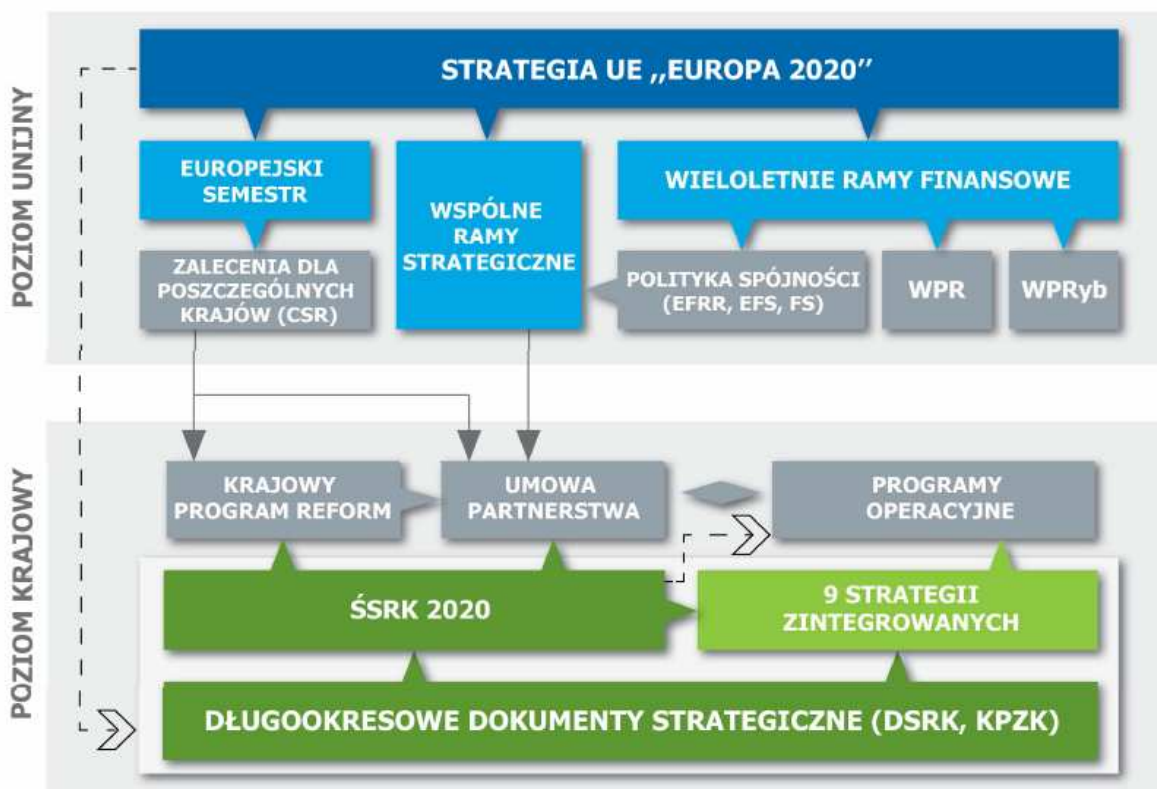 POZIOM UNIJNY
STRATEGIA UE „EUROPA 2020”
EUROPEJSKI
SEMESTR
WSPÓLNE
RAMY
STRATEGICZNE
WIELOLETNIE RAMY FINANSOWE
ZALECENIA DLA
POSZCZEGÓLNYCH
KRAJÓW (CSR)
POLITYKA SPÓJNOŚCI
(EFRR, EFS, FS)
WPR
WPRyb
POZIOM KRAJOWY
KRAJOWY
PROGRAM REFORM
UMOWA
PARTNERSTWA
PROGRAMY
OPERACYJNE
ŚSRK 2020
9 STRATEGII
ZINTEGROWANYCH
DŁUGOOKRESOWE DOKUMENTY STRATEGICZNE (DSRK, KPZK)